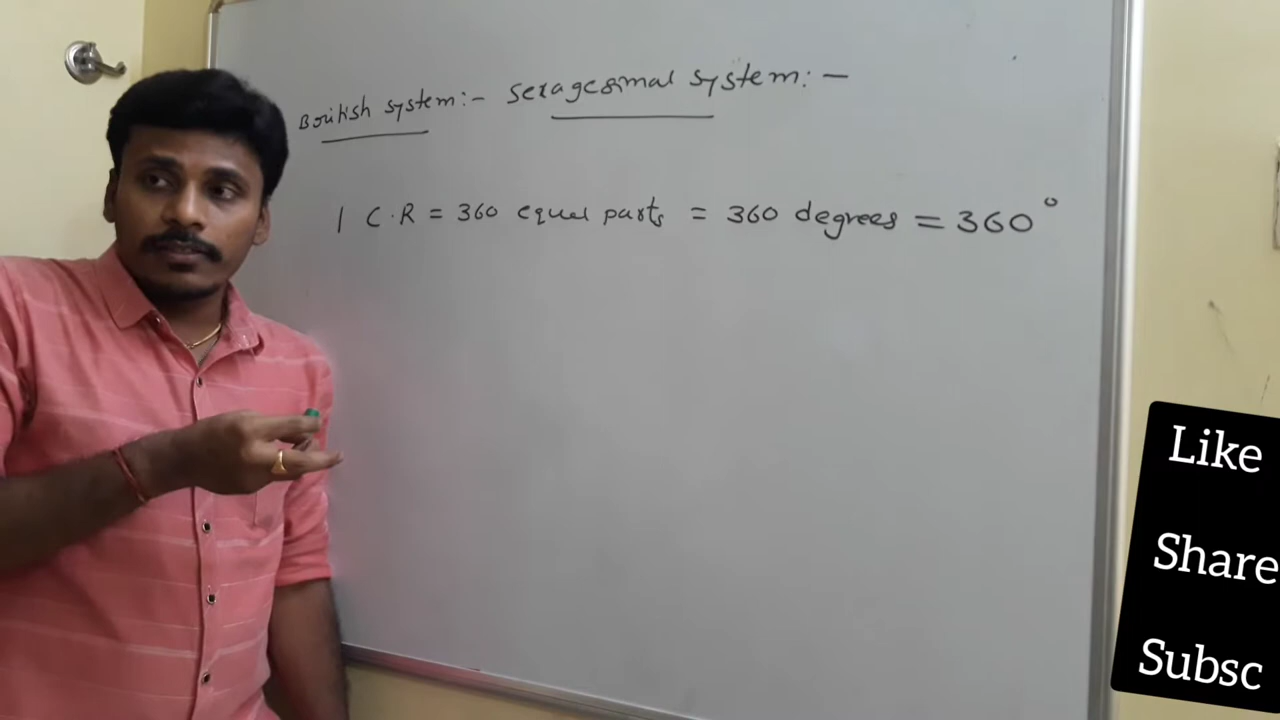 British system:- Sexagesimal system:-
1 C.R = 360 equal parts = 360 degrees = 360°
Like
Share
Subsc